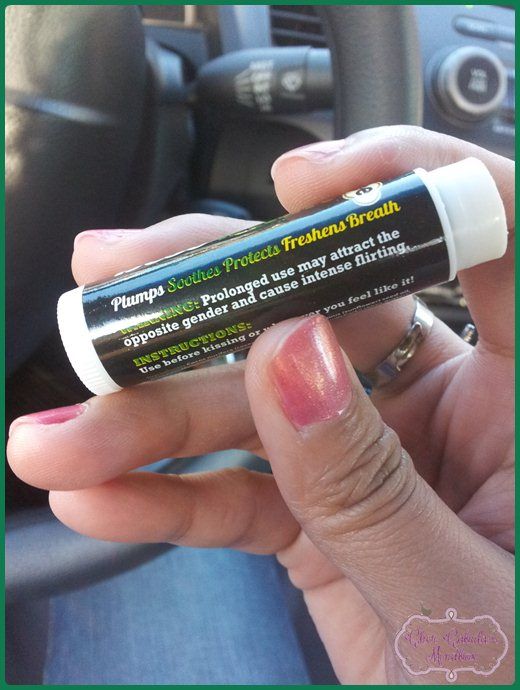 Plumps Soothes Protects Freshens Breath
WARNING: Prolonged use may attract the
opposite gender and cause intense flirting.
INSTRUCTIONS:
Use before kissing or you feel like it!
VOL